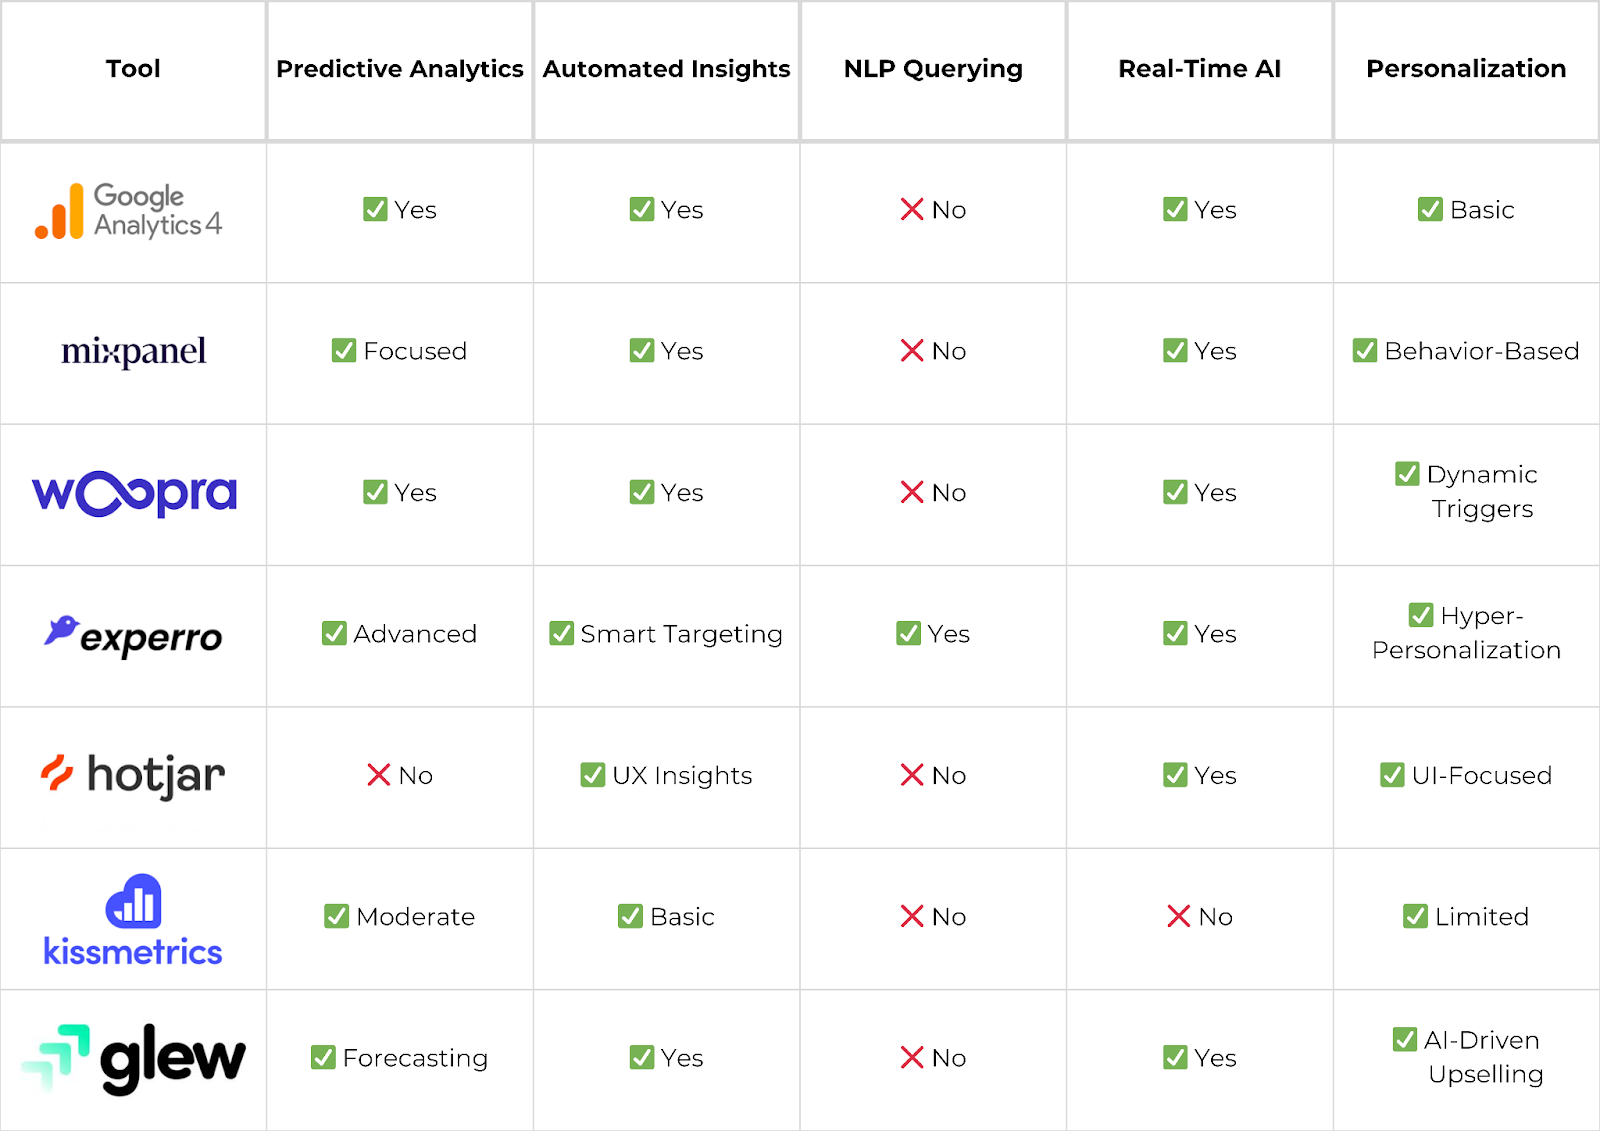 Tool
Predictive Analytics
Automated Insights
NLP Querying
Real-Time AI
Personalization
Google
Analytics 4
Yes
Yes
No
Yes
Basic
mixpanel
Focused
Yes
No
Yes
Behavior-Based
woopra
Yes
Yes
No
Yes
Dynamic
Triggers
experro
Advanced
Smart Targeting
Yes
Yes
Hyper-
Personalization
hotjar
No
UX Insights
No
Yes
UI-Focused
kissmetrics
Moderate
Basic
No
No
Limited
glew
Forecasting
Yes
No
Yes
AI-Driven
Upselling